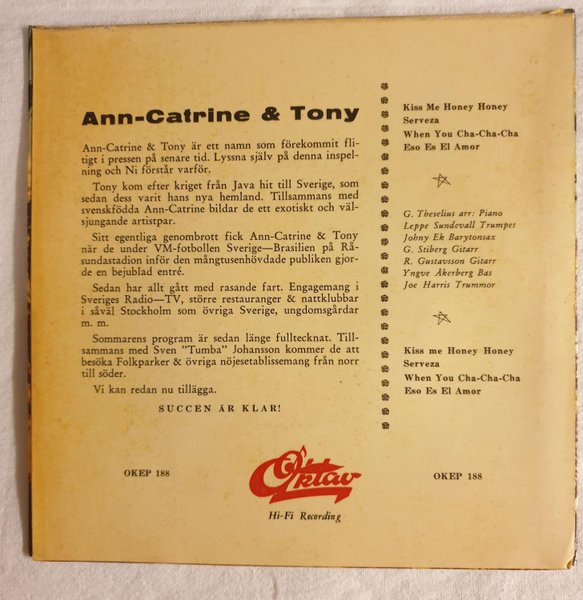 Ann-Catrine & Tony
Ann-Catrine & Tony är ett namn som förekommit fli-
tigt i pressen på senare tid. Lyssna själv på denna inspel-
ning och Ni förstår varför.
Tony kom efter kriget från Java hit till Sverige, som
sedan dess varit hans nya hemland. Tillsammans med
svenskfödda Ann-Catrine bildar de ett exotiskt och väl-
sjungande artistpar.
Sitt egentliga genombrott fick Ann-Catrine & Tony
när de under VM-fotbollen Sverige—Brasilien på Rå-
sundastadion inför den mångtusenhövdade publiken gjor-
de en bejublad entré.
Sedan har allt gått med rasande fart. Engagemang i
Sveriges Radio—TV, större restauranger & nattklubbar
i såväl Stockholm som övriga Sverige, ungdomsgårdar
m. m.
Sommarens program är sedan länge fulltecknat. Till-
sammans med Sven "Tumba" Johansson kommer de att
besöka Folkparker & övriga nöjesetablissemang från norr
till söder.
Vi kan redan nu tillägga.
SUCCEN ÄR KLAR!
Kiss Me Honey Honey
Serveza
When You Cha-Cha-Cha
Eso Es El Amor
G. Theselius arr: Piano
Leppe Sundevall Trumpet
Johny Ek Barytonsax
G. Stiberg Gitarr
R. Gustavsson Gitarr
Yngve Åkerberg Bas
Joe Harris Trummor
Kiss me Honey Honey
Serveza
When You Cha-Cha-Cha
Eso Es El Amor
OKEP 188
Oktav
Hi-Fi Recording
OKEP 188